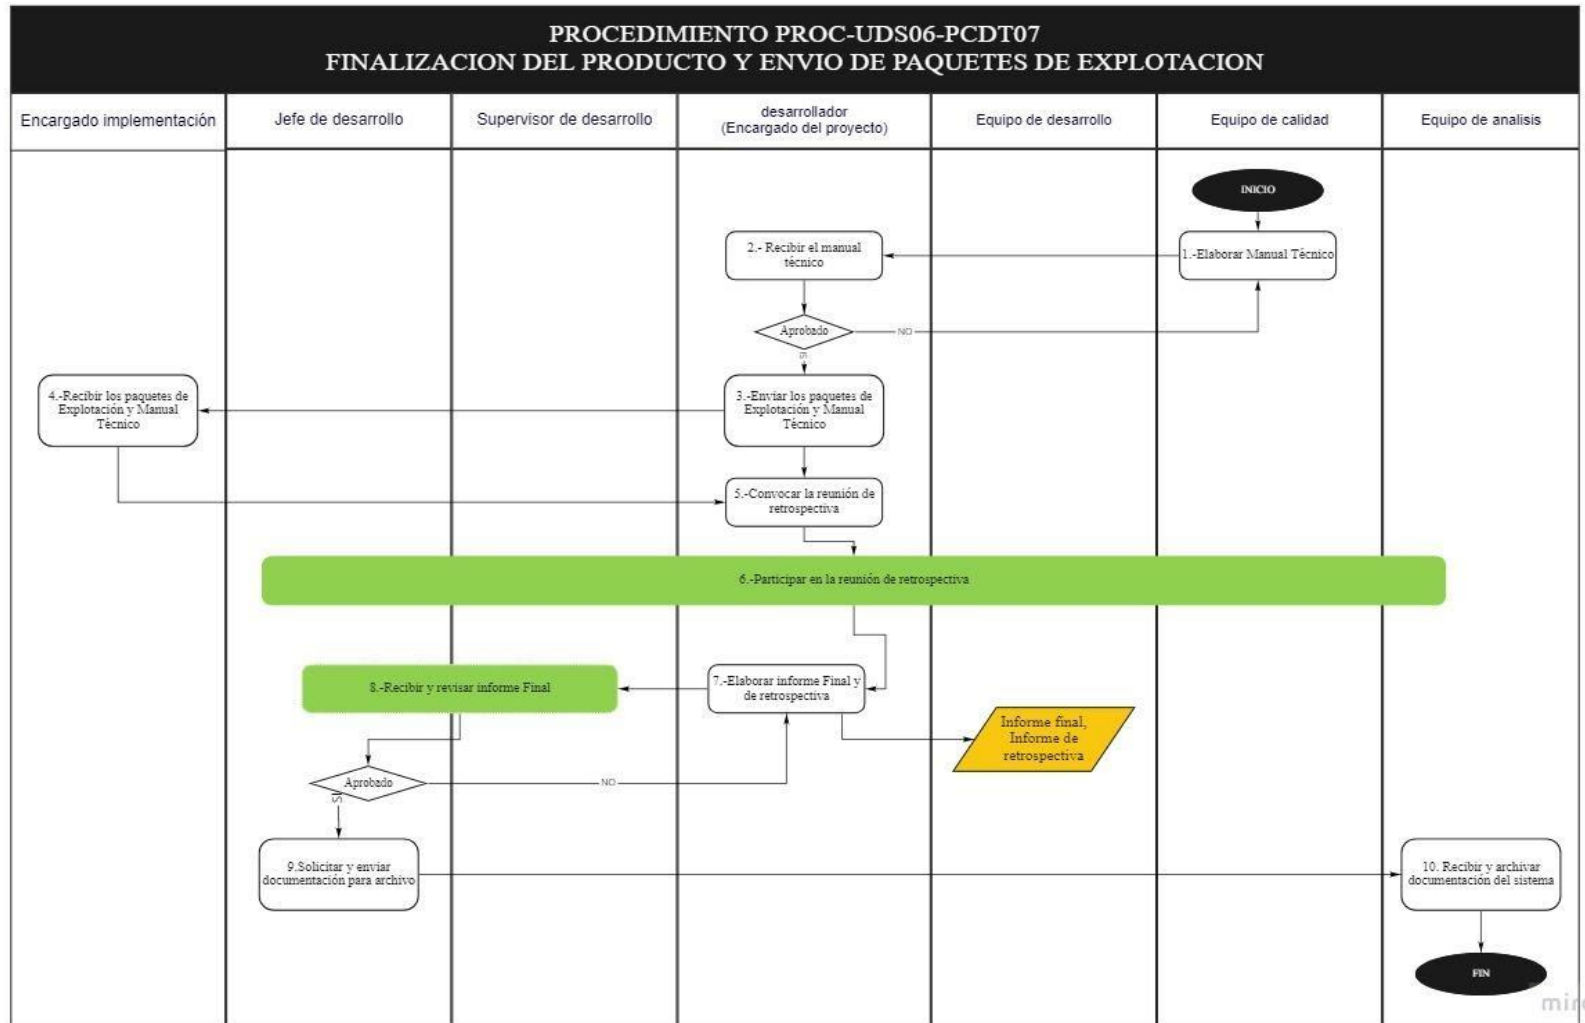 PROCEDIMIENTO PROC-UDS06-PCDT07
FINALIZACION DEL PRODUCTO Y ENVIO DE PAQUETES DE EXPLOTACION
Encargado implementación
Jefe de desarrollo
Supervisor de desarrollo
desarrollador
(Encargado del proyecto)
Equipo de desarrollo
Equipo de calidad
Equipo de analisis
INICIO
2.- Recibir el manual
técnico
1.-Elaborar Manual Técnico
Aprobado
NO
SI
4.-Recibir los paquetes de
Explotación y Manual
Técnico
3.-Enviar los paquetes de
Explotación y Manual
Técnico
5.-Convocar la reunión de
retrospectiva
6.-Participar en la reunión de retrospectiva
8.-Recibir y revisar informe Final
7.-Elaborar informe Final y
de retrospectiva
Informe final,
Informe de
retrospectiva
Aprobado
NO
SI
9.Solicitar y enviar
documentación para archivo
10. Recibir y archivar
documentación del sistema
FIN